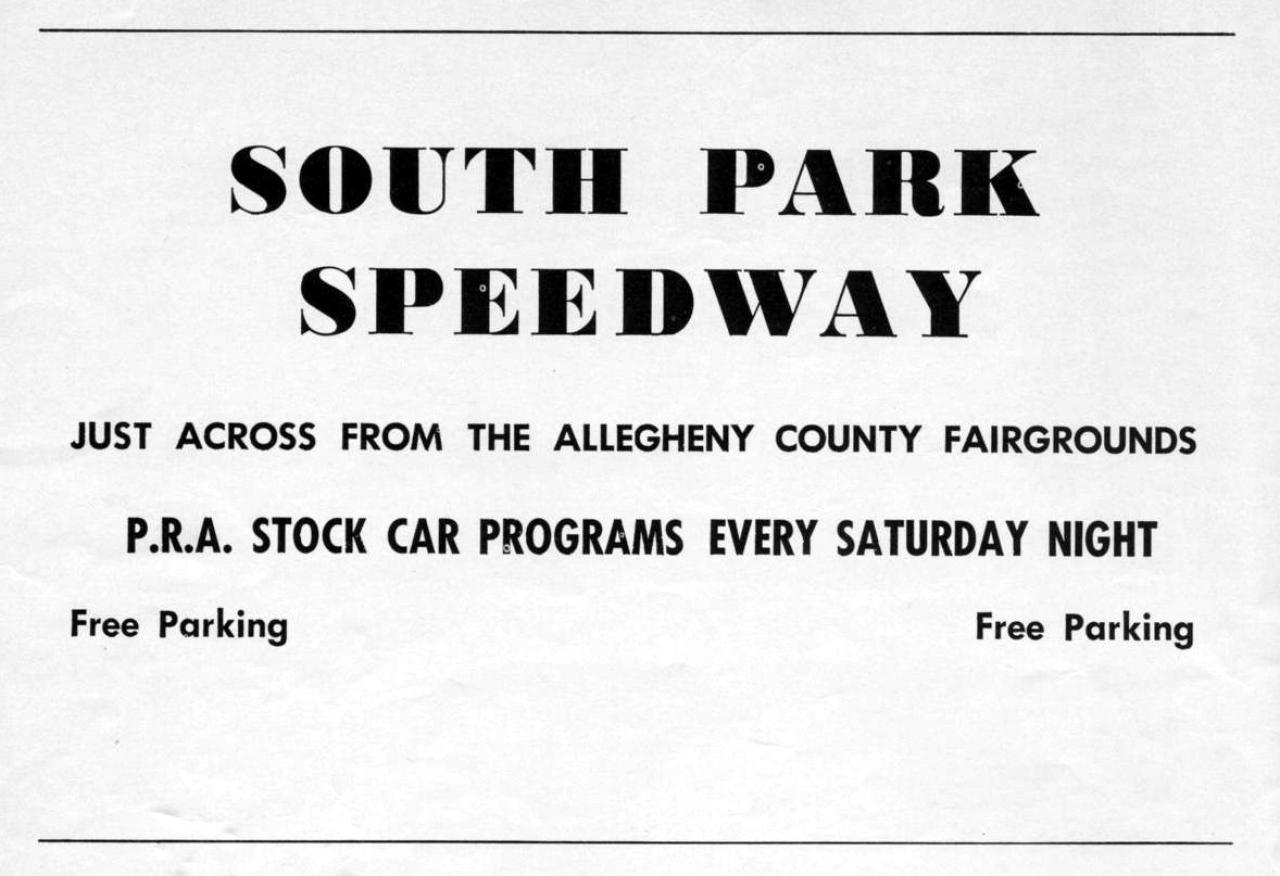 SOUTH PARK
SPEEDWAY
JUST ACROSS FROM THE ALLEGHENY COUNTY FAIRGROUNDS
P.R.A. STOCK CAR PROGRAMS EVERY SATURDAY NIGHT
Free Parking Free Parking